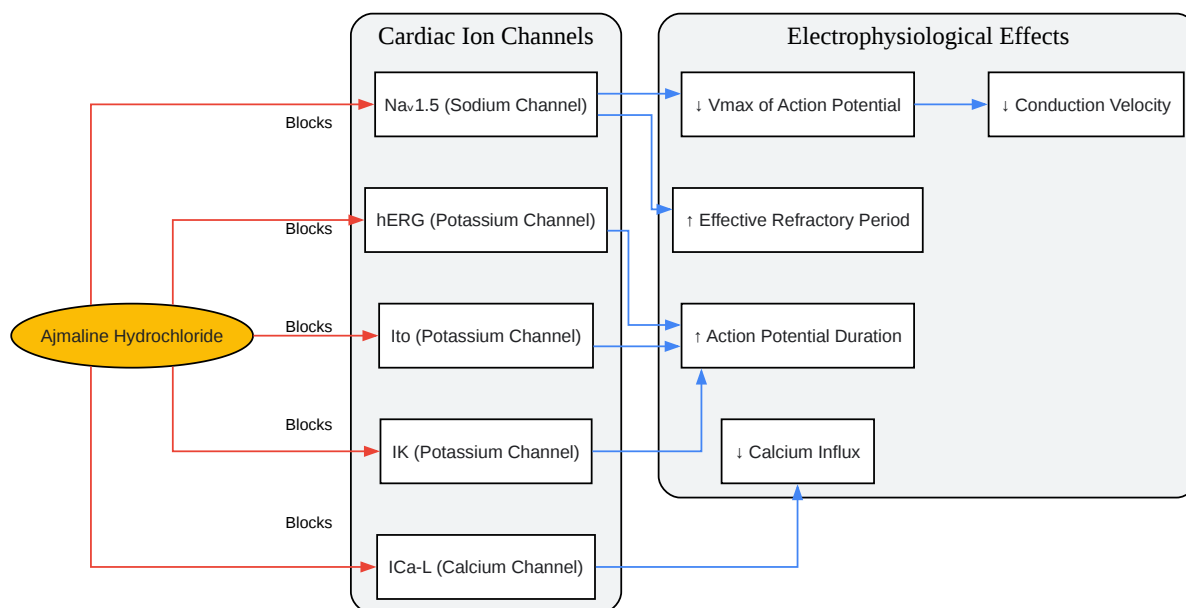 Cardiac Ion Channels
Electrophysiological Effects
Naᵥ1.5 (Sodium Channel)
↓ Vmax of Action Potential
↓ Conduction Velocity
Blocks
hERG (Potassium Channel)
↑ Effective Refractory Period
Blocks
Ajmaline Hydrochloride
Blocks
Ito (Potassium Channel)
↑ Action Potential Duration
Blocks
IK (Potassium Channel)
↓ Calcium Influx
Blocks
ICa-L (Calcium Channel)